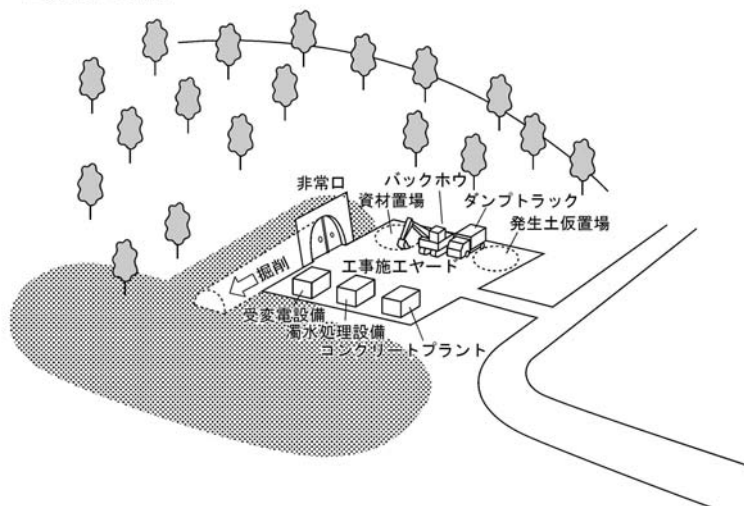 非常口
バックホウ
資材置場
ダンプトラック
発生土仮置場
掘削
工事施工ヤード
受変電設備
濁水処理設備
コンクリートプラント